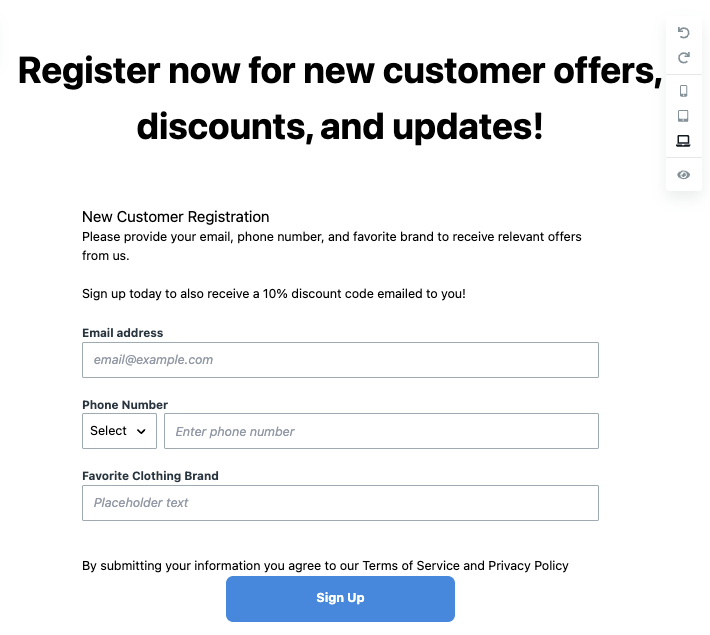 Register now for new customer offers,
discounts, and updates!
New Customer Registration
Please provide your email, phone number, and favorite brand to receive relevant offers
from us.
Sign up today to also receive a 10% discount code emailed to you!
Email address
email@example.com
Phone Number
Select
Enter phone number
Favorite Clothing Brand
Placeholder text
By submitting your information you agree to our Terms of Service and Privacy Policy
Sign Up